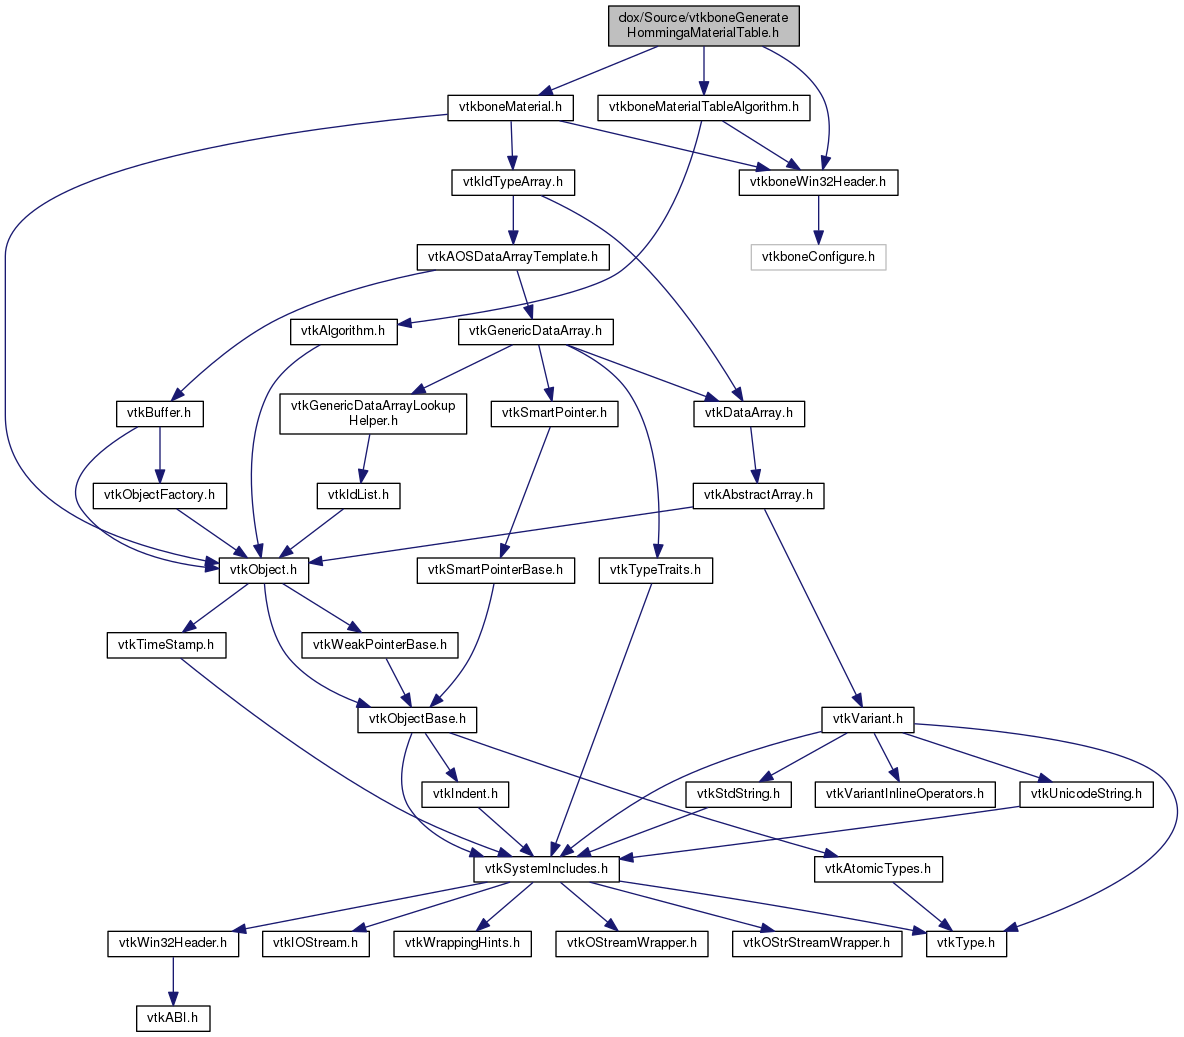 dox/Source/vtkboneGenerate
HommingaMaterialTable.h
vtkboneMaterial.h
vtkboneMaterialTableAlgorithm.h
vtkIdTypeArray.h
vtkboneWin32Header.h
vtkAOSDataArrayTemplate.h
vtkboneConfigure.h
vtkAlgorithm.h
vtkGenericDataArray.h
vtkBuffer.h
vtkGenericDataArrayLookup
Helper.h
vtkSmartPointer.h
vtkDataArray.h
vtkObjectFactory.h
vtkIdList.h
vtkAbstractArray.h
vtkObject.h
vtkSmartPointerBase.h
vtkTypeTraits.h
vtkTimeStamp.h
vtkWeakPointerBase.h
vtkObjectBase.h
vtkVariant.h
vtkIndent.h
vtkStdString.h
vtkVariantInlineOperators.h
vtkUnicodeString.h
vtkSystemIncludes.h
vtkAtomicTypes.h
vtkWin32Header.h
vtkIOStream.h
vtkWrappingHints.h
vtkOStreamWrapper.h
vtkOStrStreamWrapper.h
vtkType.h
vtkABI.h